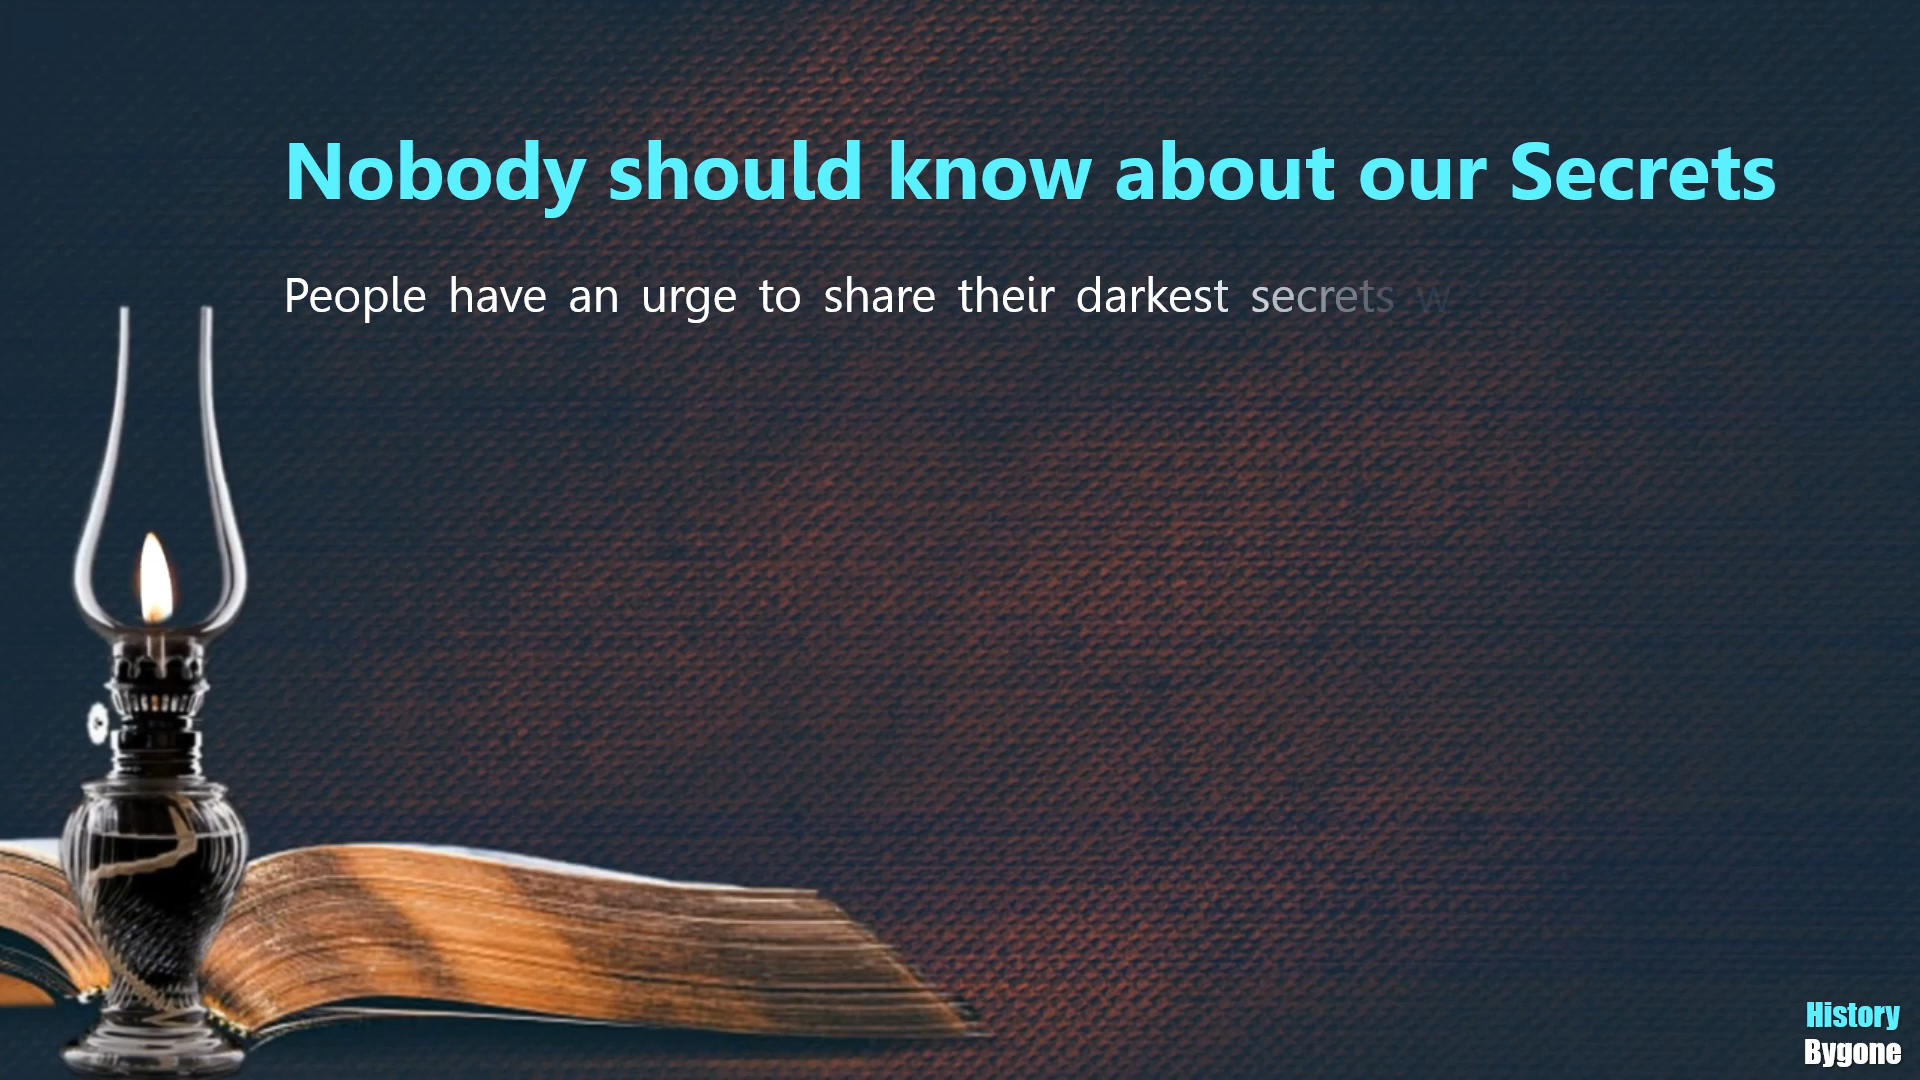 Nobody should know about our Secrets
People have an urge to share their darkest secrets w
History
Bygone